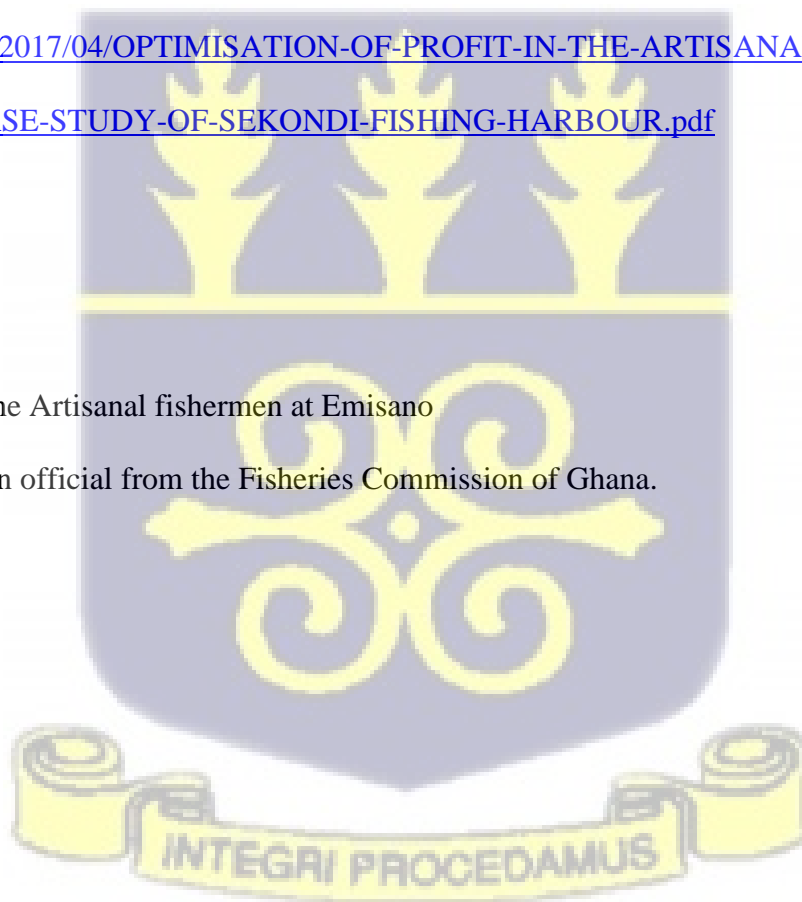 2017/04/OPTIMISATION-OF-PROFIT-IN-THE-ARTISANA
SE-STUDY-OF-SEKONDI-FISHING-HARBOUR.pdf
Artisanal fishermen at Emisano
official from the Fisheries Commission of Ghana.
INTEGRI PROCEDAMUS